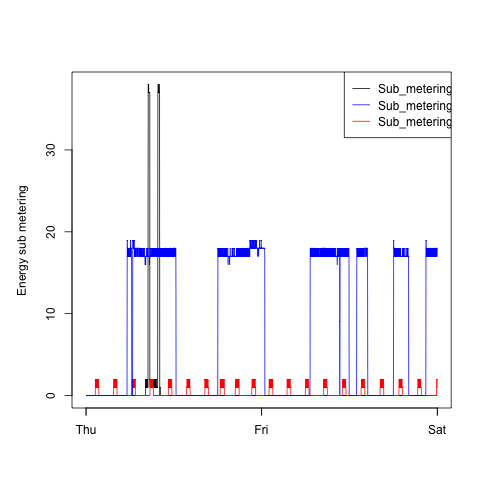 Sub_metering
Sub_metering
Sub_metering
Energy sub metering
30
20
10
0
Thu
Fri
Sat